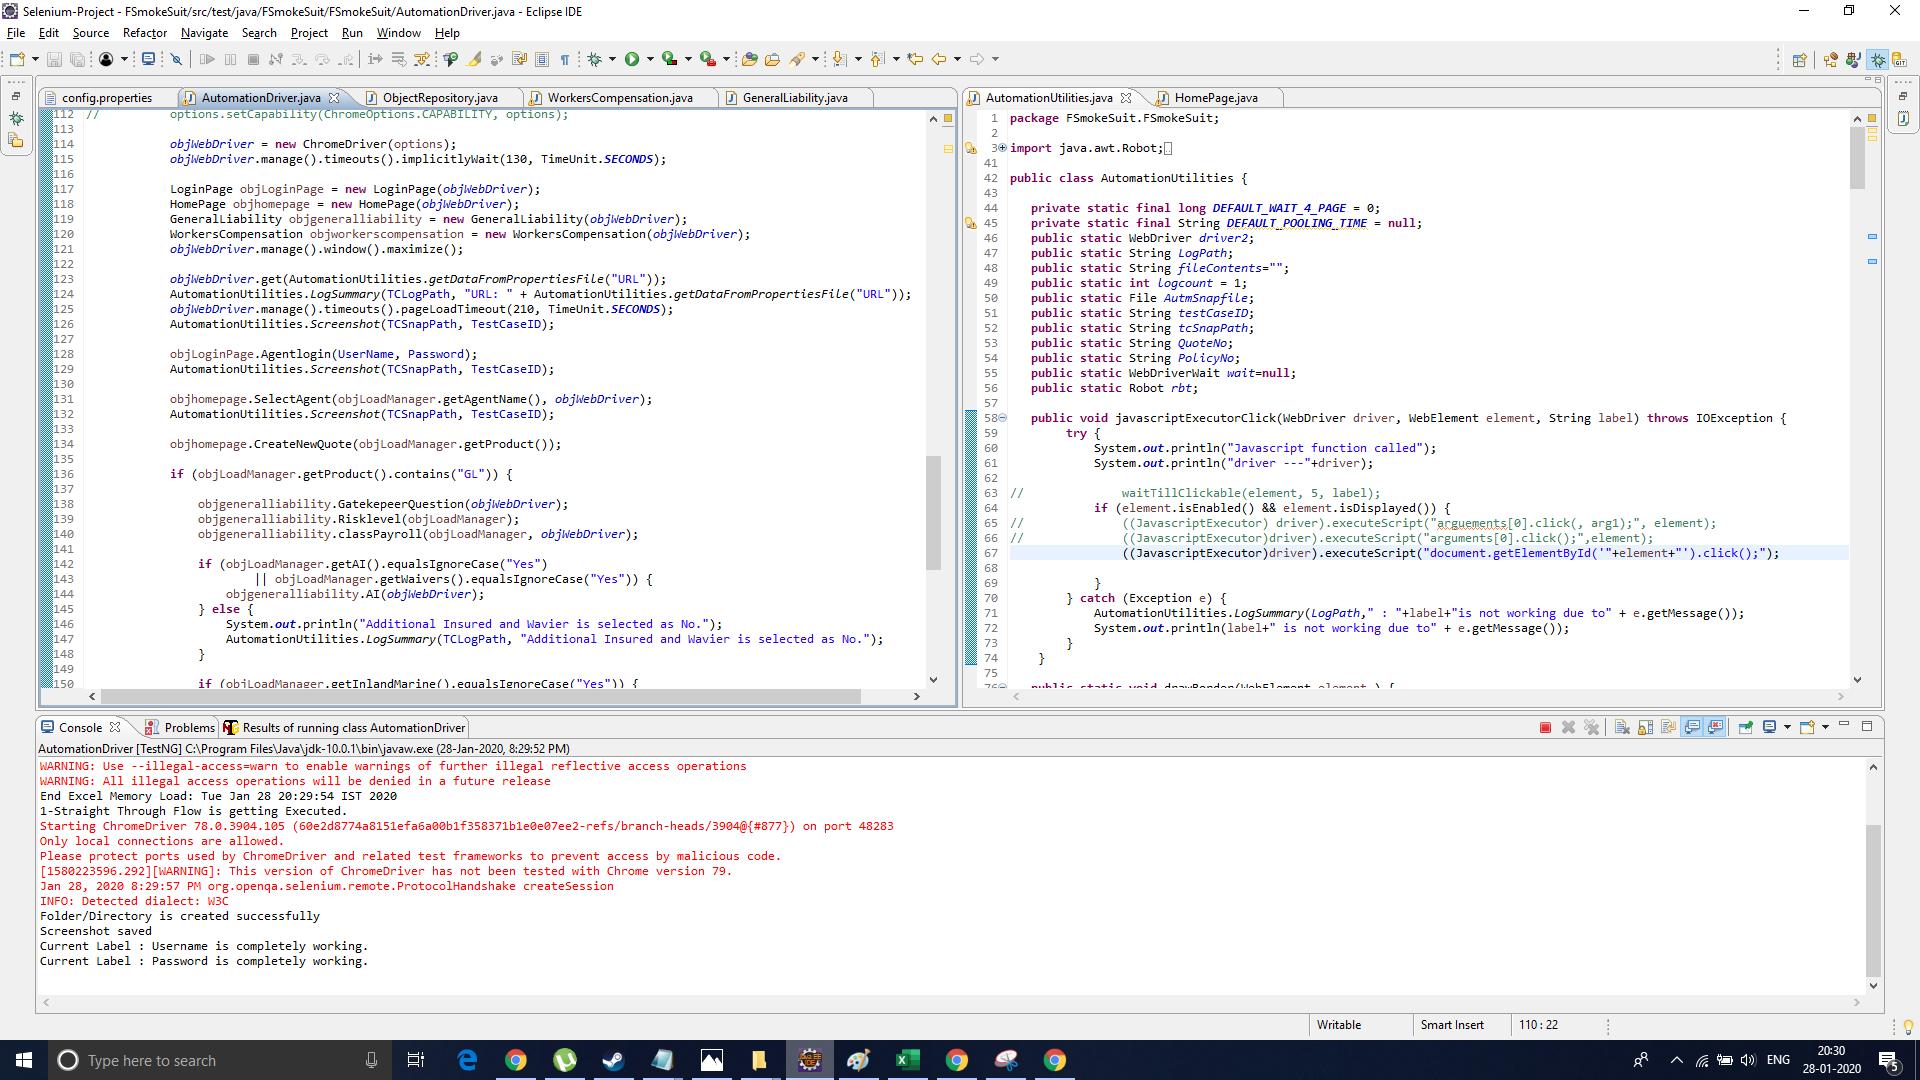 Selenium-Project - FSmokeSuit/src/test/java/FSmokeSuit/FSmokeSuit/AutomationDriver.java - Eclipse IDE
File Edit Source Refactor Navigate Search Project Run Window Help
config.properties AutomationDriver.java ObjectRepository.java WorkersCompensation.java GeneralLiability.java
112 // options.setCapability(ChromeOptions.CAPABILITY, options);
113
114 objWebDriver = new ChromeDriver(options);
115 objWebDriver.manage().timeouts().implicitlyWait(130, TimeUnit.SECONDS);
116
117 LoginPage objLoginPage = new LoginPage(objWebDriver);
118 HomePage objhomepage = new HomePage(objWebDriver);
119 GeneralLiability objgeneralliability = new GeneralLiability(objWebDriver);
120 WorkersCompensation objworkerscompensation = new WorkersCompensation(objWebDriver);
121 objWebDriver.manage().window().maximize();
122
123 objWebDriver.get(AutomationUtilities.getDataFromPropertiesFile("URL"));
124 AutomationUtilities.LogSummary(TCLogPath, "URL: " + AutomationUtilities.getDataFromPropertiesFile("URL"));
125 objWebDriver.manage().timeouts().pageLoadTimeout(210, TimeUnit.SECONDS);
126 AutomationUtilities.Screenshot(TCSnapPath, TestCaseID);
127
128 objLoginPage.Agentlogin(UserName, Password);
129 AutomationUtilities.Screenshot(TCSnapPath, TestCaseID);
130
131 objhomepage.SelectAgent(objLoadManager.getAgentName(), objWebDriver);
132 AutomationUtilities.Screenshot(TCSnapPath, TestCaseID);
133
134 objhomepage.CreateNewQuote(objLoadManager.getProduct());
135
136 if (objLoadManager.getProduct().contains("GL")) {
137
138 objgeneralliability.GatekepeerQuestion(objWebDriver);
139 objgeneralliability.Risklevel(objLoadManager);
140 objgeneralliability.classPayroll(objLoadManager, objWebDriver);
141
142 if (objLoadManager.getAI().equalsIgnoreCase("Yes")
143 || objLoadManager.getWaivers().equalsIgnoreCase("Yes")) {
144 objgeneralliability.AI(objWebDriver);
145 } else {
146 System.out.println("Additional Insured and Wavier is selected as No.");
147 AutomationUtilities.LogSummary(TCLogPath, "Additional Insured and Wavier is selected as No.");
148 }
149
150 if (objLoadManager.getInlandMarine().equalsIgnoreCase("Yes")) {
AutomationUtilities.java HomePage.java
1 package FSmokeSuit.FSmokeSuit;
2
3 import java.awt.Robot;
41
42 public class AutomationUtilities {
43
44 private static final long DEFAULT_WAIT_4_PAGE = 0;
45 private static final String DEFAULT_POOLING_TIME = null;
46 public static WebDriver driver2;
47 public static String LogPath;
48 public static String fileContents="";
49 public static int logcount = 1;
50 public static File AutmSnapfile;
51 public static String testCaseID;
52 public static String tcSnapPath;
53 public static String QuoteNo;
54 public static String PolicyNo;
55 public static WebDriverWait wait=null;
56 public static Robot rbt;
57
58 public void javascriptExecutorClick(WebDriver driver, WebElement element, String label) throws IOException {
59 try {
60 System.out.println("Javascript function called");
61 System.out.println("driver ---"+driver);
62
63 // waitTillClickable(element, 5, label);
64 if (element.isEnabled() && element.isDisplayed()) {
65 // ((JavascriptExecutor) driver).executeScript("arguements[0].click(, arg1);", element);
66 // ((JavascriptExecutor)driver).executeScript("arguments[0].click();",element);
67 ((JavascriptExecutor)driver).executeScript("document.getElementById('"+element+"').click();");
68
69 }
70 } catch (Exception e) {
71 AutomationUtilities.LogSummary(LogPath," : "+label+"is not working due to" + e.getMessage());
72 System.out.println(label+" is not working due to" + e.getMessage());
73 }
74 }
75
76 public static void drawBorder(WebElement element ) {
Console Problems Results of running class AutomationDriver
AutomationDriver [TestNG] C:\Program Files\Java\jdk-10.0.1\bin\javaw.exe (28-Jan-2020, 8:29:52 PM)
WARNING: Use --illegal-access=warn to enable warnings of further illegal reflective access operations
WARNING: All illegal access operations will be denied in a future release
End Excel Memory Load: Tue Jan 28 20:29:54 IST 2020
1-Straight Through Flow is getting Executed.
Starting ChromeDriver 78.0.3904.105 (60e2d8774a8151efa6a00b1f358371b1e0e07ee2-refs/branch-heads/3904@{#877}) on port 48283
Only local connections are allowed.
Please protect ports used by ChromeDriver and related test frameworks to prevent access by malicious code.
[1580223596.292][WARNING]: This version of ChromeDriver has not been tested with Chrome version 79.
Jan 28, 2020 8:29:57 PM org.openqa.selenium.remote.ProtocolHandshake createSession
INFO: Detected dialect: W3C
Folder/Directory is created successfully
Screenshot saved
Current Label : Username is completely working.
Current Label : Password is completely working.
Writable Smart Insert 110 : 22
Type here to search
ENG 20:30
28-01-2020
5